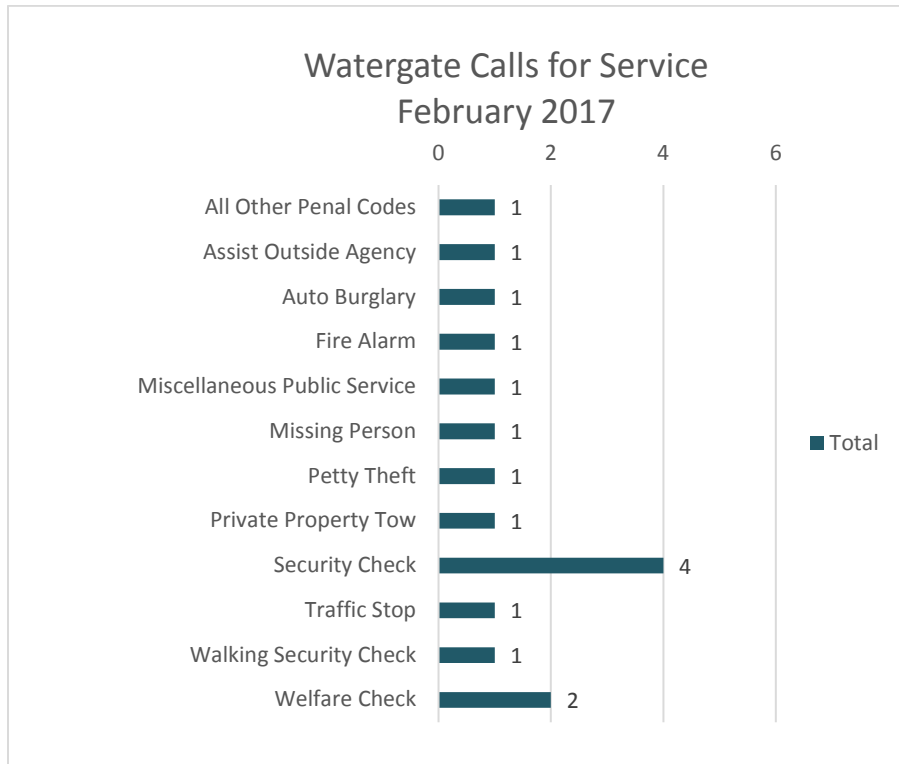 Watergate Calls for Service
February 2017
0 2 4 6
All Other Penal Codes 1
Assist Outside Agency 1
Auto Burglary 1
Fire Alarm 1
Miscellaneous Public Service 1
Missing Person 1
Petty Theft 1
Private Property Tow 1
Security Check 4
Traffic Stop 1
Walking Security Check 1
Welfare Check 2
Total